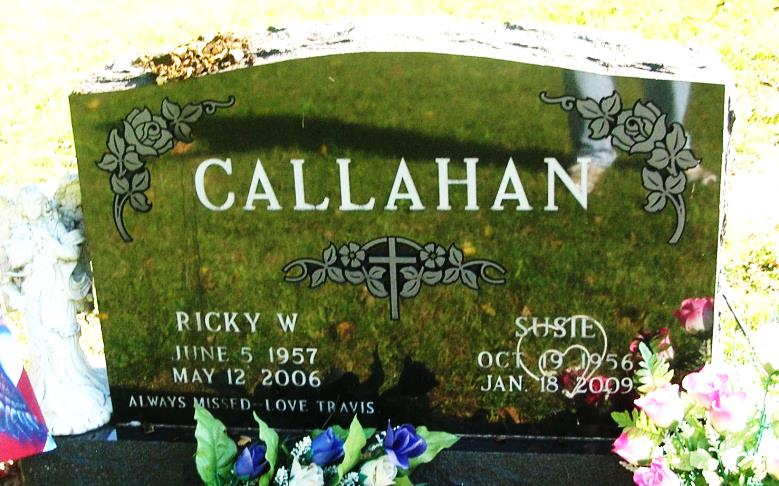 CALLAHAN
RICKY W
JUNE 5 1957
MAY 12 2006
ALWAYS MISSED LOVE TRAVIS
SUSIE
OCT 19 1956
JAN. 18 2009